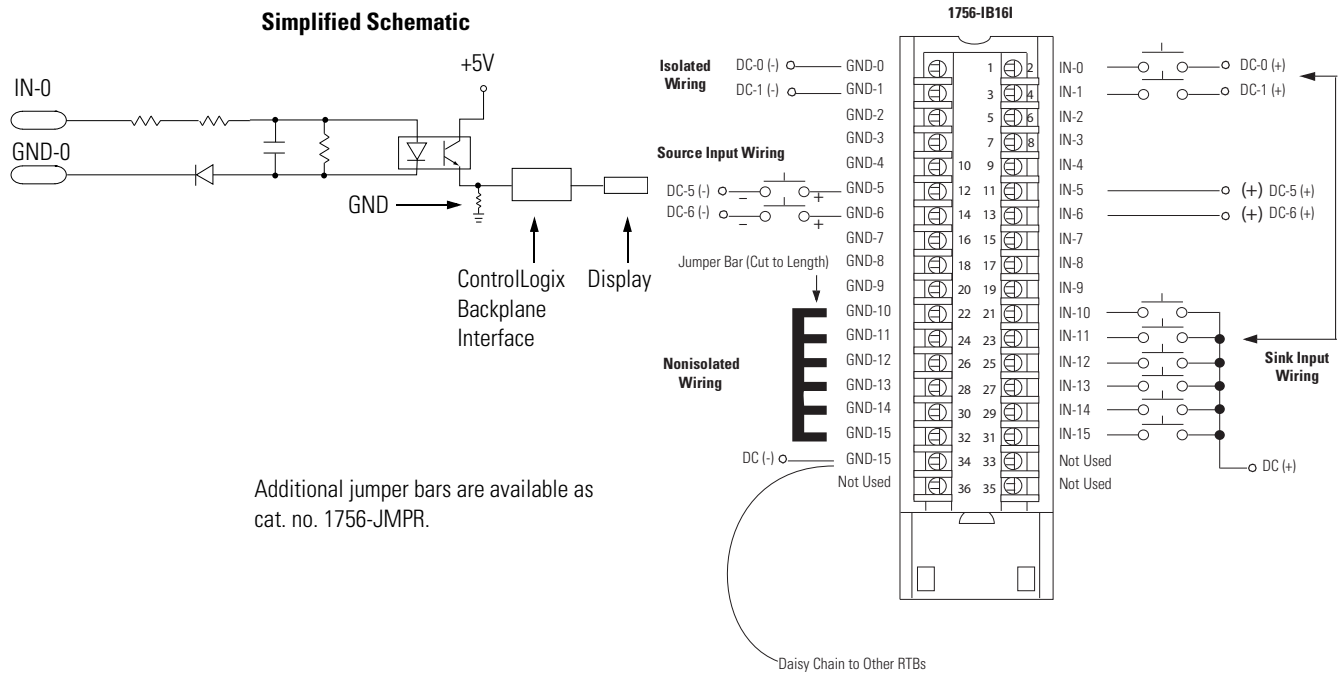 Simplified Schematic
+5V
IN-0
GND-0
GND
ControlLogix
Backplane
Interface
Display
Additional jumper bars are available as
cat. no. 1756-JMPR.
1756-IB16I
Isolated
Wiring
DC-0 (-)
DC-1 (-)
Source Input Wiring
DC-5 (-)
DC-6 (-)
– +
– +
Jumper Bar (Cut to Length)
Nonisolated
Wiring
DC (-)
GND-0 1 2 IN-0 DC-0 (+)
GND-1 3 4 IN-1 DC-1 (+)
GND-2 5 6 IN-2
GND-3 7 8 IN-3
GND-4 10 9 IN-4
GND-5 12 11 IN-5 (+) DC-5 (+)
GND-6 14 13 IN-6 (+) DC-6 (+)
GND-7 16 15 IN-7
GND-8 18 17 IN-8
GND-9 20 19 IN-9
GND-10 22 21 IN-10
GND-11 24 23 IN-11
GND-12 26 25 IN-12
GND-13 28 27 IN-13
GND-14 30 29 IN-14
GND-15 32 31 IN-15
GND-15 34 33 Not Used
Not Used 36 35 Not Used
Sink Input
Wiring
DC (+)
Daisy Chain to Other RTBs